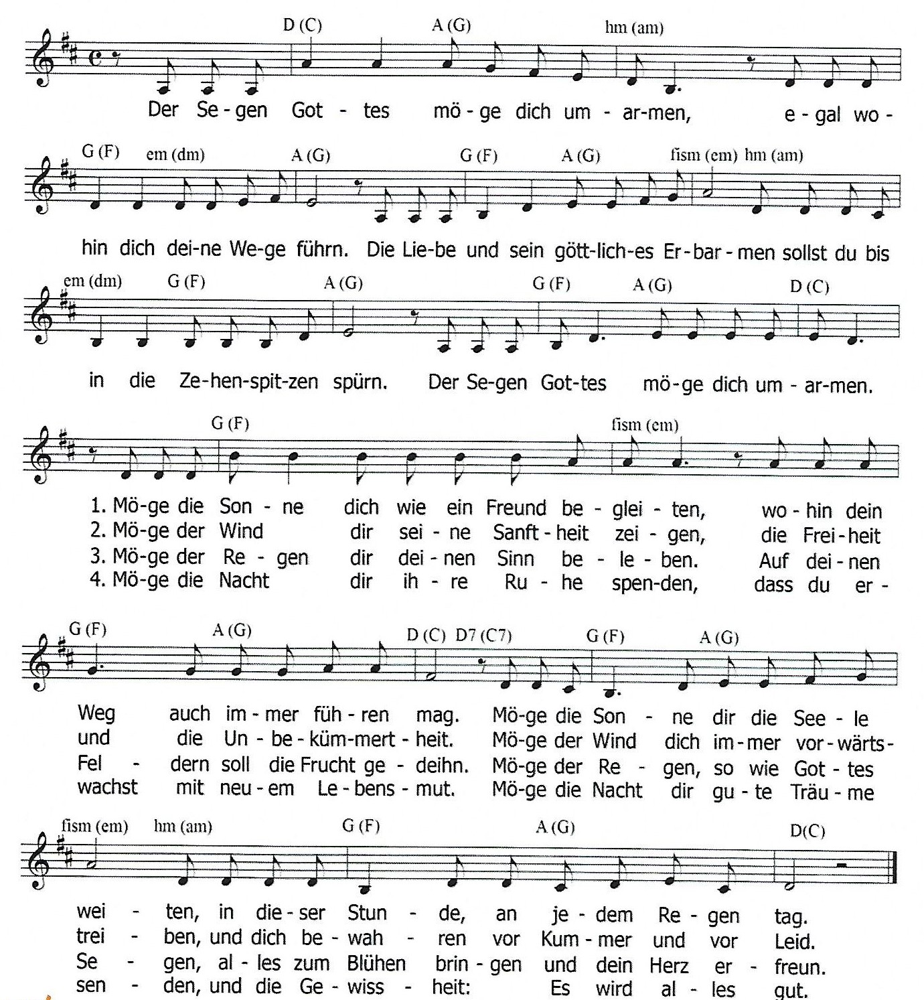 D (C) A (G) hm (am)
Der Se - gen Got - tes mö - ge dich um - ar-men, e - gal wo -
G (F) em (dm) A (G) G (F) A (G) fism (em) hm (am)
hin dich dei-ne We-ge führn. Die Lie-be und sein gött-lich-es Er-bar - men sollst du bis
em (dm) G (F) A (G) G (F) A (G) D (C)
in die Ze-hen-spit-zen spürn. Der Se-gen Got-tes mö-ge dich um - ar-men.
G (F) fism (em)
1. Mö-ge die Son - ne dich wie ein Freund be - glei - ten, wo - hin dein
2. Mö-ge der Wind dir sei - ne Sanft - heit zei - gen, die Frei-heit
3. Mö-ge der Re - gen dir dei - nen Sinn be - le - ben. Auf dei - nen
4. Mö-ge die Nacht dir ih - re Ru - he spen-den, dass du er -
G (F) A (G) D (C) D7 (C7) G (F) A (G)
Weg auch im - mer füh - ren mag. Mö-ge die Son - ne dir die See - le
und die Un - be - küm-mert - heit. Mö-ge der Wind dich im-mer vor-wärts-
Fel - dern soll die Frucht ge - deihn. Mö-ge der Re - gen, so wie Got - tes
wachst mit neu - em Le - bens - mut. Mö-ge die Nacht dir gu - te Träu - me
fism (em) hm (am) G (F) A (G) D(C)
wei - ten, in die - ser Stun - de, an je - dem Re - gen tag.
trei - ben, und dich be - wah - ren vor Kum - mer und vor Leid.
Se - gen, al - les zum Blühen brin - gen und dein Herz er - freun.
sen - den, und die Ge - wiss - heit: Es wird al - les gut.